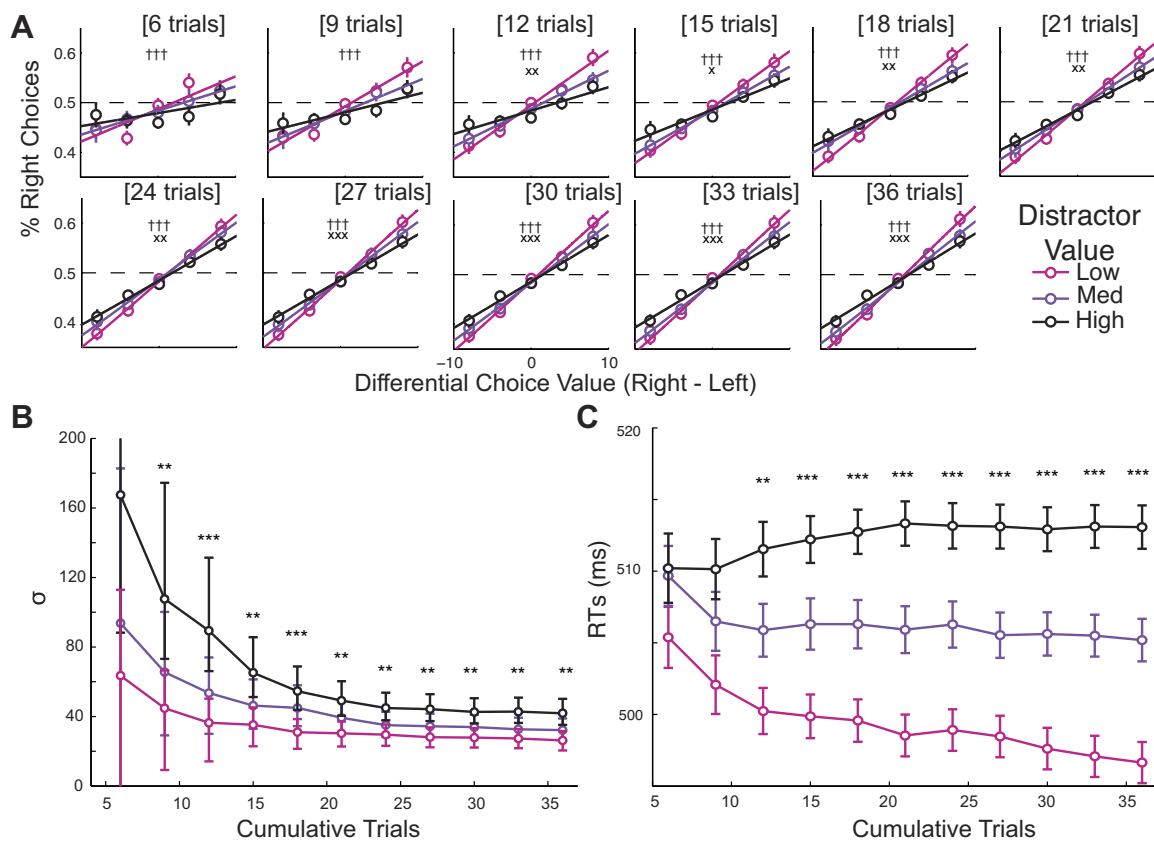 A
[6 trials] [9 trials] [12 trials] [15 trials] [18 trials] [21 trials]
0.6
0.5
0.4
††† ††† ††† ††† ††† †††
xx x xx xx
% Right Choices
[24 trials] [27 trials] [30 trials] [33 trials] [36 trials]
0.6
0.5
0.4
††† ††† ††† ††† †††
xx xxx xxx xxx xxx
Distractor
Value
Low
Med
High
−10 0 10
Differential Choice Value (Right - Left)
B
200
160
120
80
40
0
σ
** *** ** *** ** ** ** ** ** **
5 10 15 20 25 30 35
Cumulative Trials
C
520
510
500
RTs (ms)
** *** *** *** *** *** *** *** ***
5 10 15 20 25 30 35
Cumulative Trials